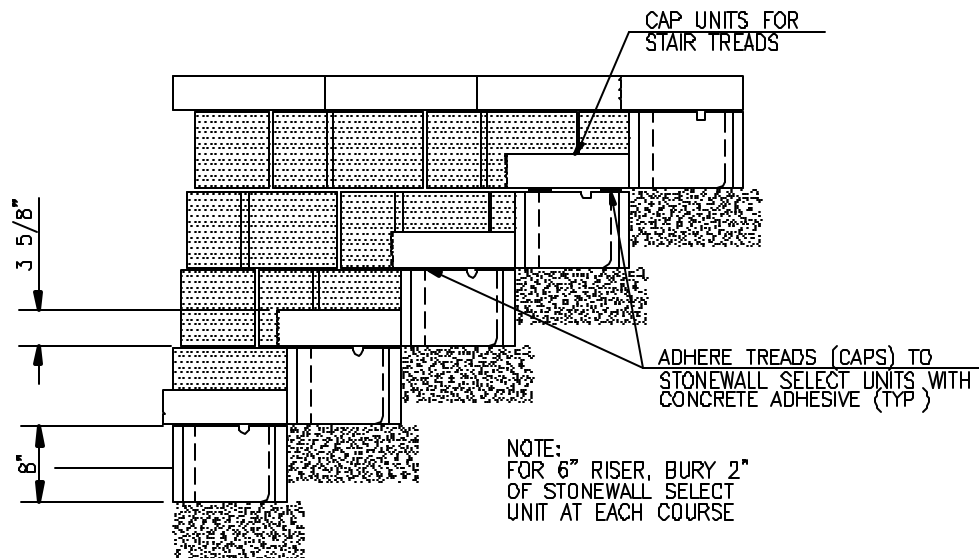 CAP UNITS FOR
STAIR TREADS
3 5/8"
8"
ADHERE TREADS (CAPS) TO
STONEWALL SELECT UNITS WITH
CONCRETE ADHESIVE (TYP )
NOTE:
FOR 6" RISER, BURY 2"
OF STONEWALL SELECT
UNIT AT EACH COURSE